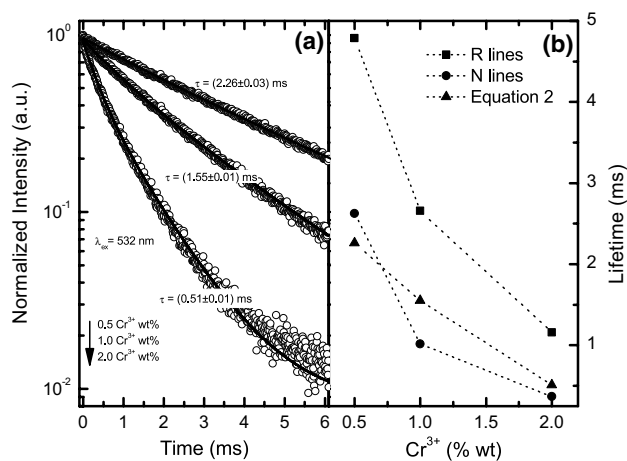 (a)
τ = (2.26±0.03) ms
τ = (1.55±0.01) ms
λex = 532 nm
τ = (0.51±0.01) ms
0.5 Cr³⁺ wt%
1.0 Cr³⁺ wt%
2.0 Cr³⁺ wt%
10⁰
10⁻¹
10⁻²
Normalized Intensity (a.u.)
0 1 2 3 4 5 6
Time (ms)
(b)
R lines
N lines
Equation 2
5
4
3
2
1
Lifetime (ms)
0.5 1.0 1.5 2.0
Cr³⁺ (% wt)